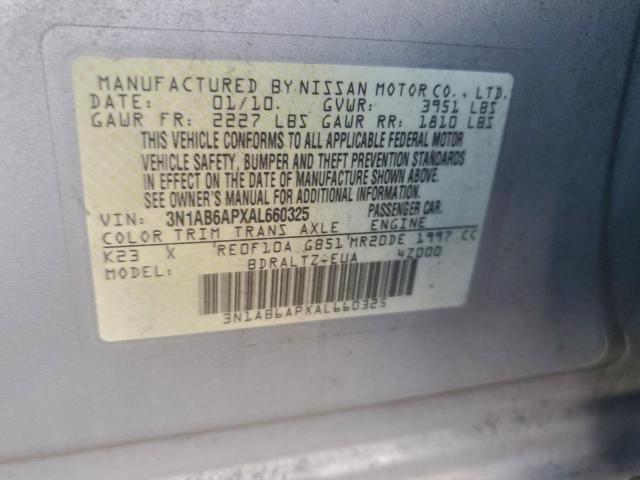 MANUFACTURED BY NISSAN MOTOR CO., LTD.
DATE: 01/10. GVWR: 3951 LBS
GAWR FR: 2227 LBS GAWR RR: 1810 LBS
THIS VEHICLE CONFORMS TO ALL APPLICABLE FEDERAL MOTOR
VEHICLE SAFETY, BUMPER AND THEFT PREVENTION STANDARDS
IN EFFECT ON THE DATE OF MANUFACTURE SHOWN ABOVE.
SEE OWNER'S MANUAL FOR ADDITIONAL INFORMATION.
VIN: 3N1AB6APXAL660325 PASSENGER CAR.
COLOR TRIM TRANS AXLE ENGINE
K23 X RE0F10A GB51 MR20DE 1997 CC
MODEL: BDRALTZ-EUA 4Z000
3N1AB6APXAL660325